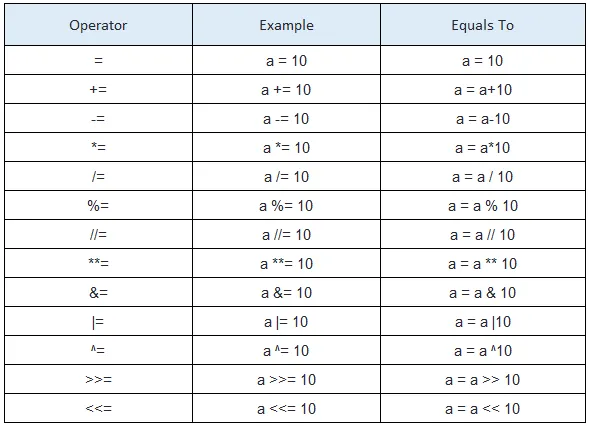 Operator Example Equals To
= a = 10 a = 10
+= a += 10 a = a+10
-= a -= 10 a = a-10
*= a *= 10 a = a*10
/= a /= 10 a = a / 10
%= a %= 10 a = a % 10
//= a //= 10 a = a // 10
**= a **= 10 a = a ** 10
&= a &= 10 a = a & 10
|= a |= 10 a = a |10
^= a ^= 10 a = a ^10
>>= a >>= 10 a = a >> 10
<<= a <<= 10 a = a << 10